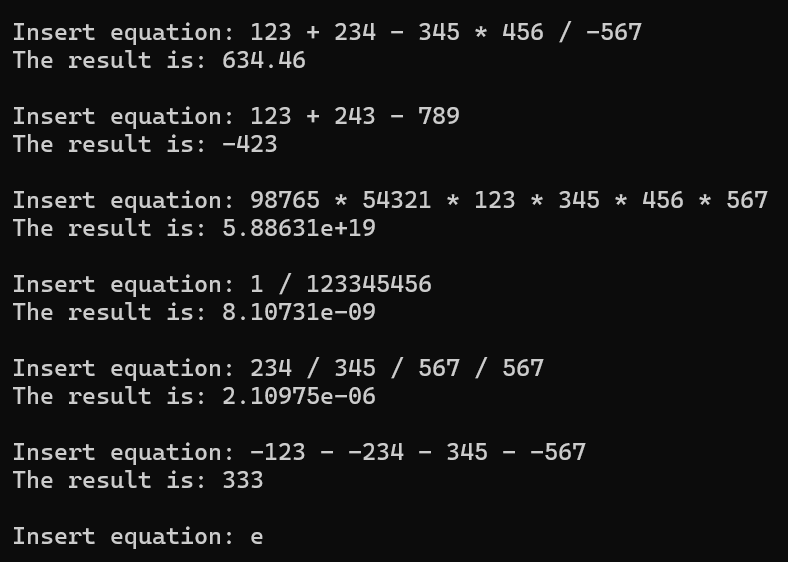 Insert equation: 123 + 234 - 345 * 456 / -567
The result is: 634.46
Insert equation: 123 + 243 - 789
The result is: -423
Insert equation: 98765 * 54321 * 123 * 345 * 456 * 567
The result is: 5.88631e+19
Insert equation: 1 / 123345456
The result is: 8.10731e-09
Insert equation: 234 / 345 / 567 / 567
The result is: 2.10975e-06
Insert equation: -123 - -234 - 345 - -567
The result is: 333
Insert equation: e